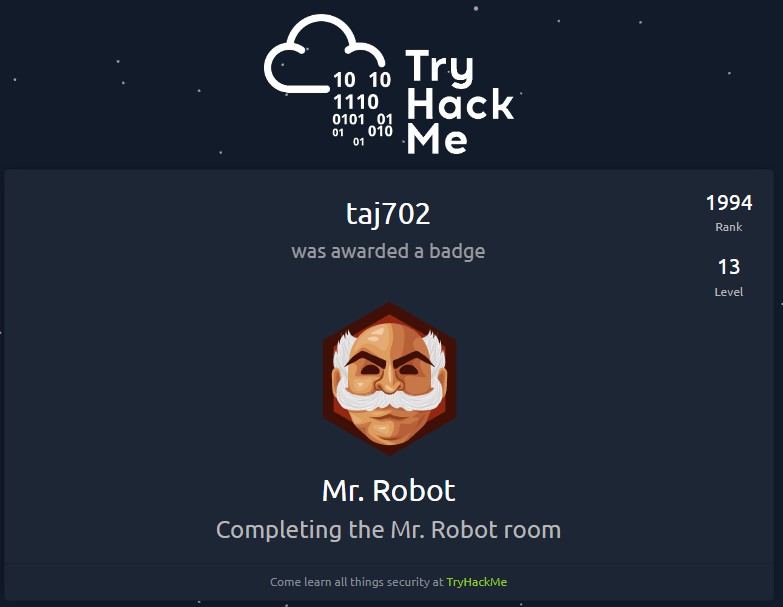 10 10
1110
0101 01
01 010
01
Try
Hack
Me
taj702
was awarded a badge
1994
Rank
13
Level
Mr. Robot
Completing the Mr. Robot room
Come learn all things security at TryHackMe